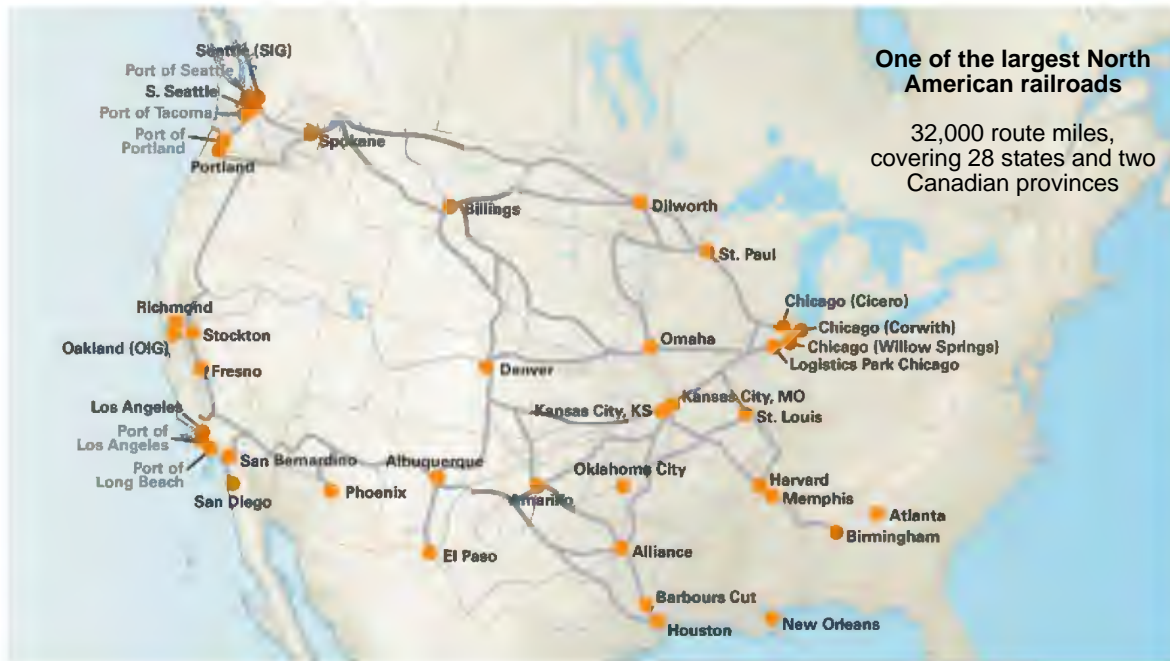 One of the largest North
American railroads
32,000 route miles,
covering 28 states and two
Canadian provinces
Seattle (SIG)
Port of Seattle
S. Seattle
Port of Tacoma
Port of
Portland
Portland
Spokane
Billings
Dilworth
St. Paul
Richmond
Stockton
Oakland (OIG)
Fresno
Chicago (Cicero)
Chicago (Corwith)
Chicago (Willow Springs)
Logistics Park Chicago
Omaha
Denver
Kansas City, MO
Kansas City, KS
St. Louis
Los Angeles
Port of
Los Angeles
Port of
Long Beach
San Bernardino
San Diego
Phoenix
Albuquerque
El Paso
Amarillo
Oklahoma City
Harvard
Memphis
Atlanta
Birmingham
Alliance
Barbours Cut
Houston
New Orleans